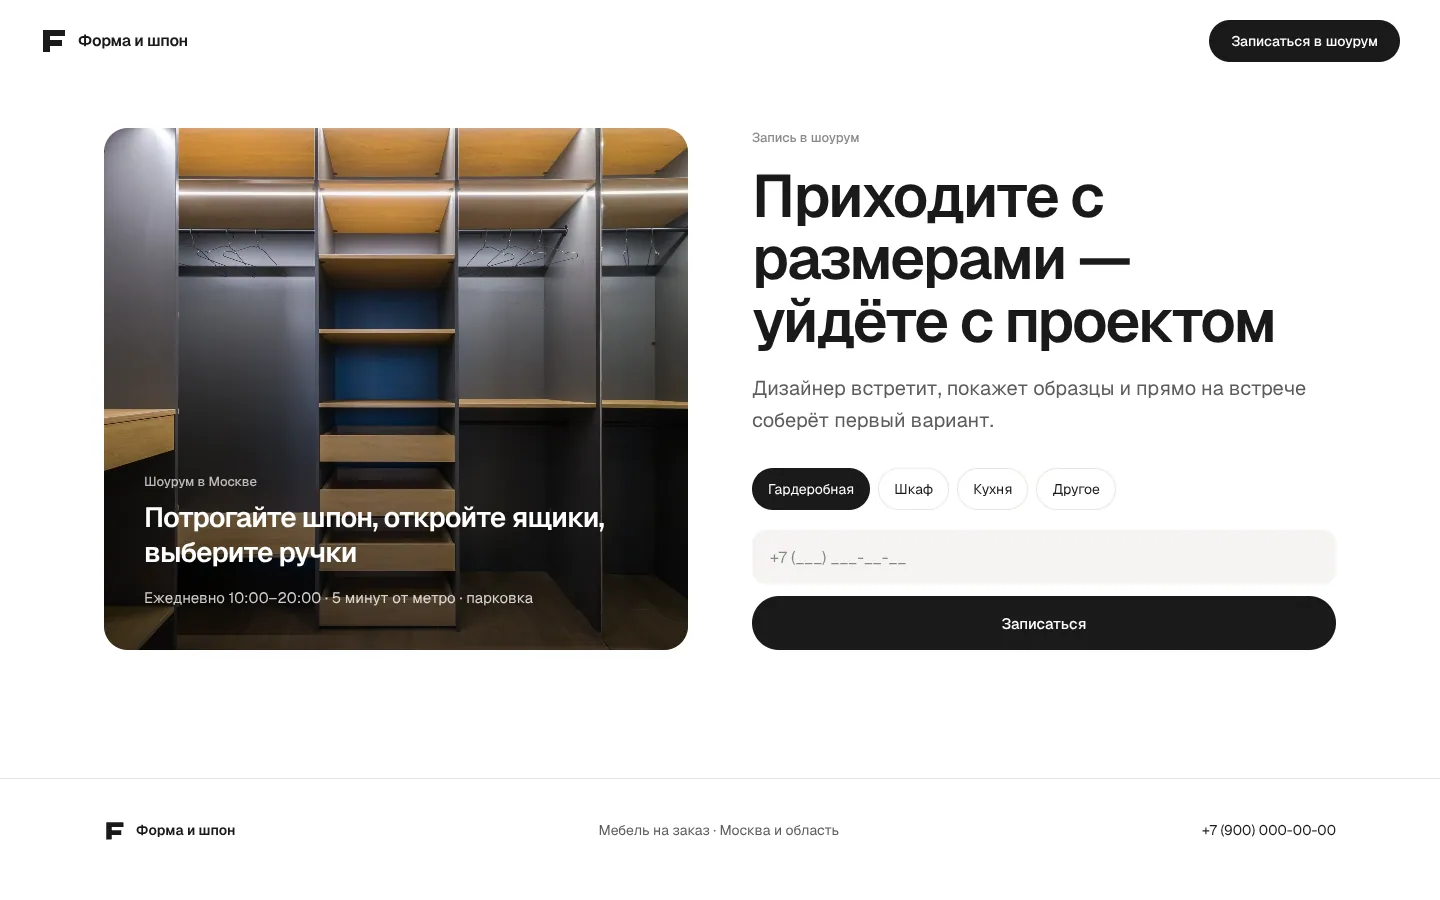 Форма и шпон
Записаться в шоурум
Шоурум в Москве
Потрогайте шпон, откройте ящики,
выберите ручки
Ежедневно 10:00–20:00 · 5 минут от метро · парковка
Запись в шоурум
Приходите с
размерами —
уйдёте с проектом
Дизайнер встретит, покажет образцы и прямо на встрече
соберёт первый вариант.
Гардеробная
Шкаф
Кухня
Другое
+7 (___) ___-__-__
Записаться
Форма и шпон
Мебель на заказ · Москва и область
+7 (900) 000-00-00